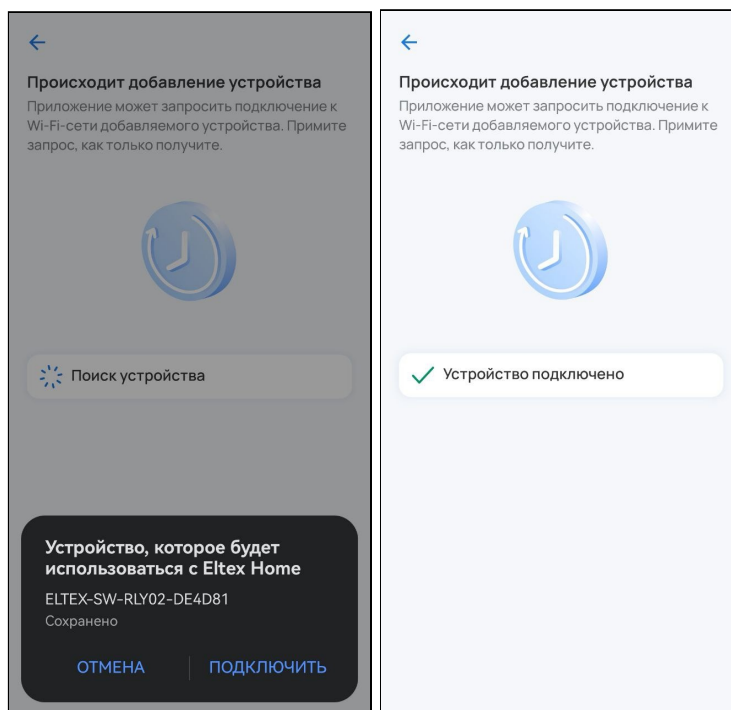 Происходит добавление устройства
Приложение может запросить подключение к
Wi-Fi-сети добавляемого устройства. Примите
запрос, как только получите.
Поиск устройства
Устройство, которое будет
использоваться с Eltex Home
ELTEX-SW-RLY02-DE4D81
Сохранено
ОТМЕНА
ПОДКЛЮЧИТЬ
Происходит добавление устройства
Приложение может запросить подключение к
Wi-Fi-сети добавляемого устройства. Примите
запрос, как только получите.
Устройство подключено